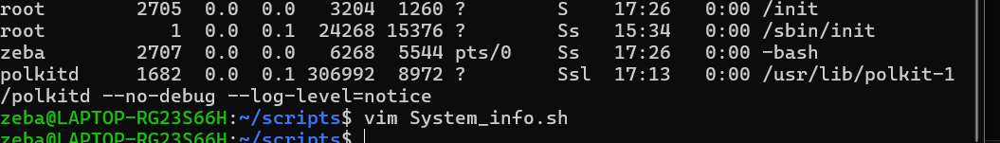 root        2705  0.0  0.0   3204  1260 ?        S    17:26   0:00 /init
root           1  0.0  0.1  24268 15376 ?        Ss   15:34   0:00 /sbin/init
zeba        2707  0.0  0.0   6268  5544 pts/0    Ss   17:26   0:00 -bash
polkitd     1682  0.0  0.1 306992  8972 ?        Ssl  17:13   0:00 /usr/lib/polkit-1
/polkitd --no-debug --log-level=notice
zeba@LAPTOP-RG23S66H:~/scripts$ vim System_info.sh
zeba@LAPTOP-RG23S66H:~/scripts$